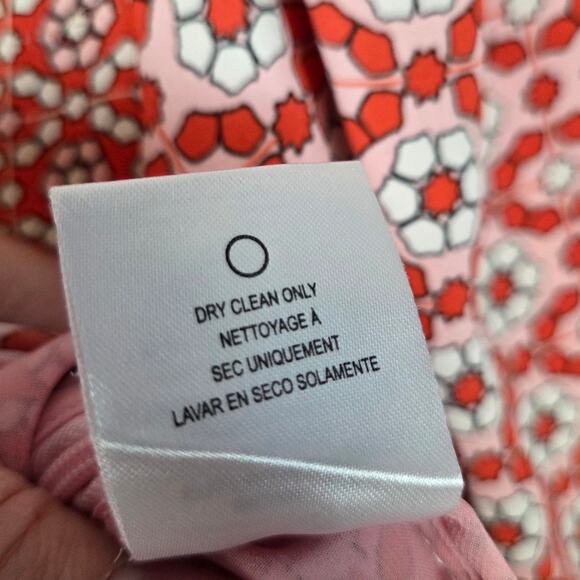 DRY CLEAN ONLY
NETTOYAGE À
SEC UNIQUEMENT
LAVAR EN SECO SOLAMENTE